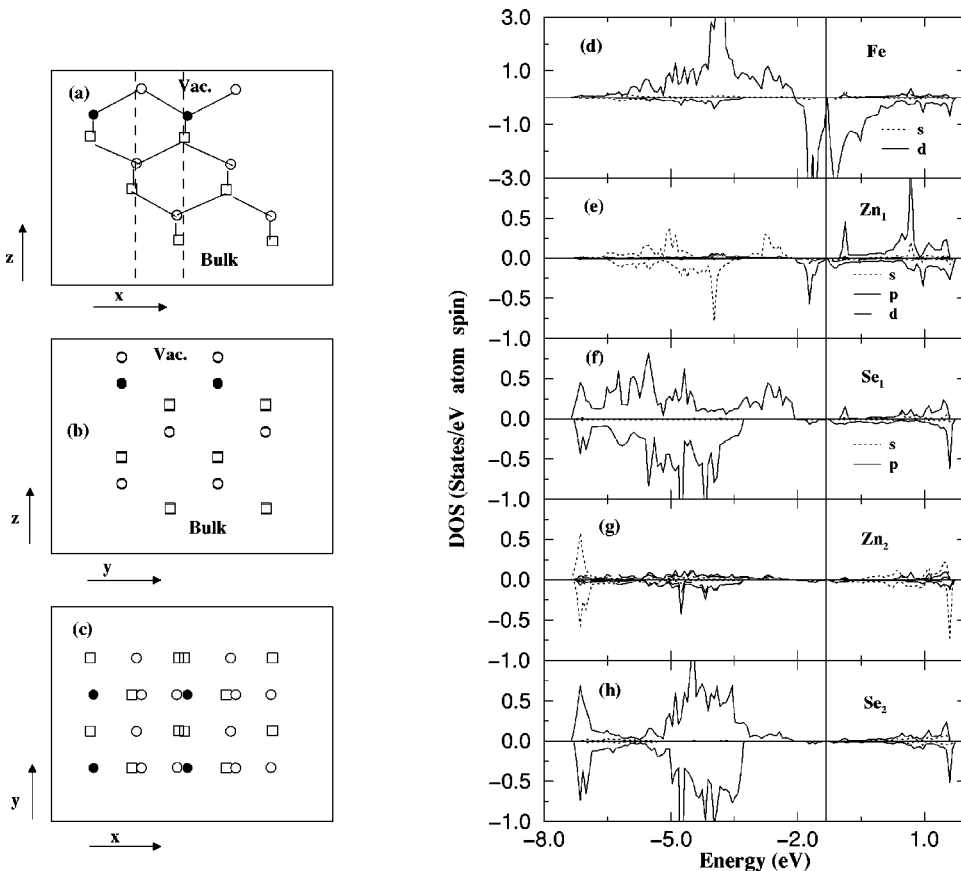 (a)
Vac.
Bulk
z
x
Vac.
(b)
Bulk
z
y
(c)
y
x
DOS (States/eV atom spin)
3.0
1.0
−1.0
−3.0
(d)
Fe
s
d
0.5
0.0
−0.5
−1.0
(e)
Zn1
s
p
d
0.5
0.0
−0.5
−1.0
(f)
Se1
s
p
0.5
0.0
−0.5
−1.0
(g)
Zn2
0.5
0.0
−0.5
−1.0
(h)
Se2
−8.0 −5.0 −2.0 1.0
Energy (eV)